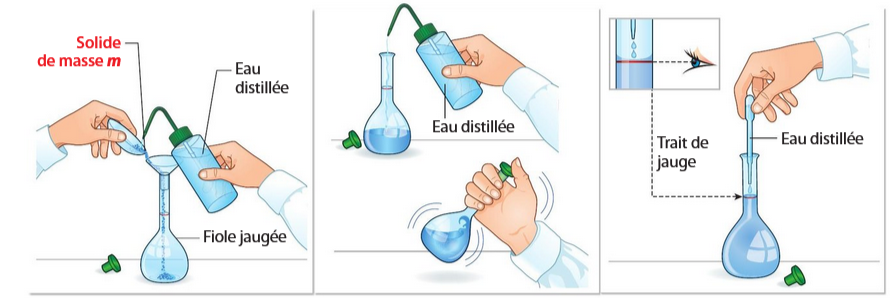 Solide
de masse m
Eau
distillée
Fiole jaugée
Eau distillée
Trait de
jauge
Eau distillée